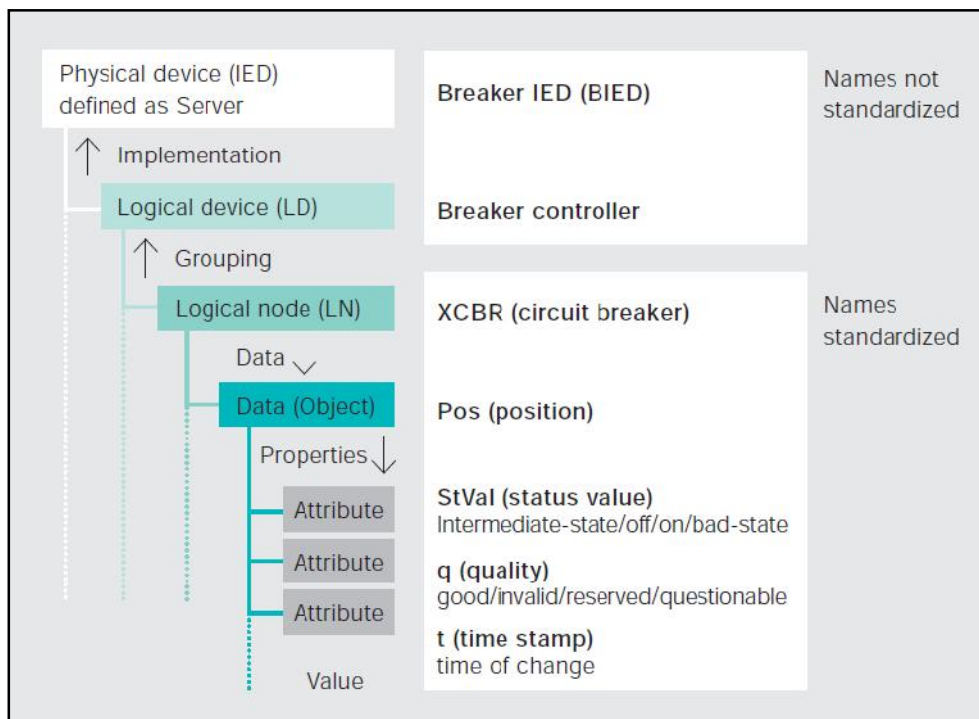 Physical device (IED)
defined as Server
Breaker IED (BIED)
Names not
standardized
Implementation
Logical device (LD)
Breaker controller
Grouping
Logical node (LN)
XCBR (circuit breaker)
Names
standardized
Data
Data (Object)
Pos (position)
Properties
Attribute
StVal (status value)
Intermediate-state/off/on/bad-state
Attribute
q (quality)
good/invalid/reserved/questionable
Attribute
t (time stamp)
time of change
Value